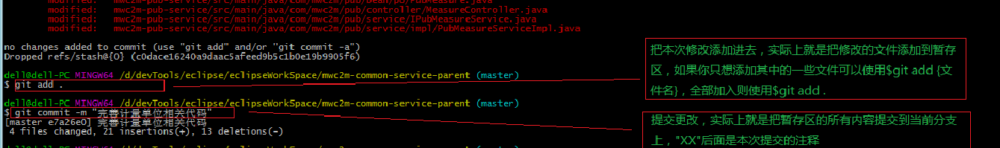 modified:   mwc2m-pub-service/src/main/java/com/mwc2m/pub/bean/po/PubMeasure.java
modified:   mwc2m-pub-service/src/main/java/com/mwc2m/pub/controller/MeasureController.java
modified:   mwc2m-pub-service/src/main/java/com/mwc2m/pub/service/IPubMeasureService.java
modified:   mwc2m-pub-service/src/main/java/com/mwc2m/pub/service/impl/PubMeasureServiceImpl.java
no changes added to commit (use "git add" and/or "git commit -a")
Dropped refs/stash@{0} (c0dace16240a9daac5afeed9b5c1b0e19b9905f6)
dell@dell-PC MINGW64 /d/devTools/eclipse/eclipseWorkSpace/mwc2m-common-service-parent (master)
$ git add .
把本次修改添加进去，实际上就是把修改的文件添加到暂存
区，如果你只想添加其中的一些文件可以使用$git add {文
件名}，全部加入则使用$git add .
dell@dell-PC MINGW64 /d/devTools/eclipse/eclipseWorkSpace/mwc2m-common-service-parent (master)
$ git commit -m "完善计量单位相关代码"
[master e7a26e0] 完善计量单位相关代码
4 files changed, 21 insertions(+), 13 deletions(-)
提交更改，实际上就是把暂存区的所有内容提交到当前分支
上，"XX"后面是本次提交的注释